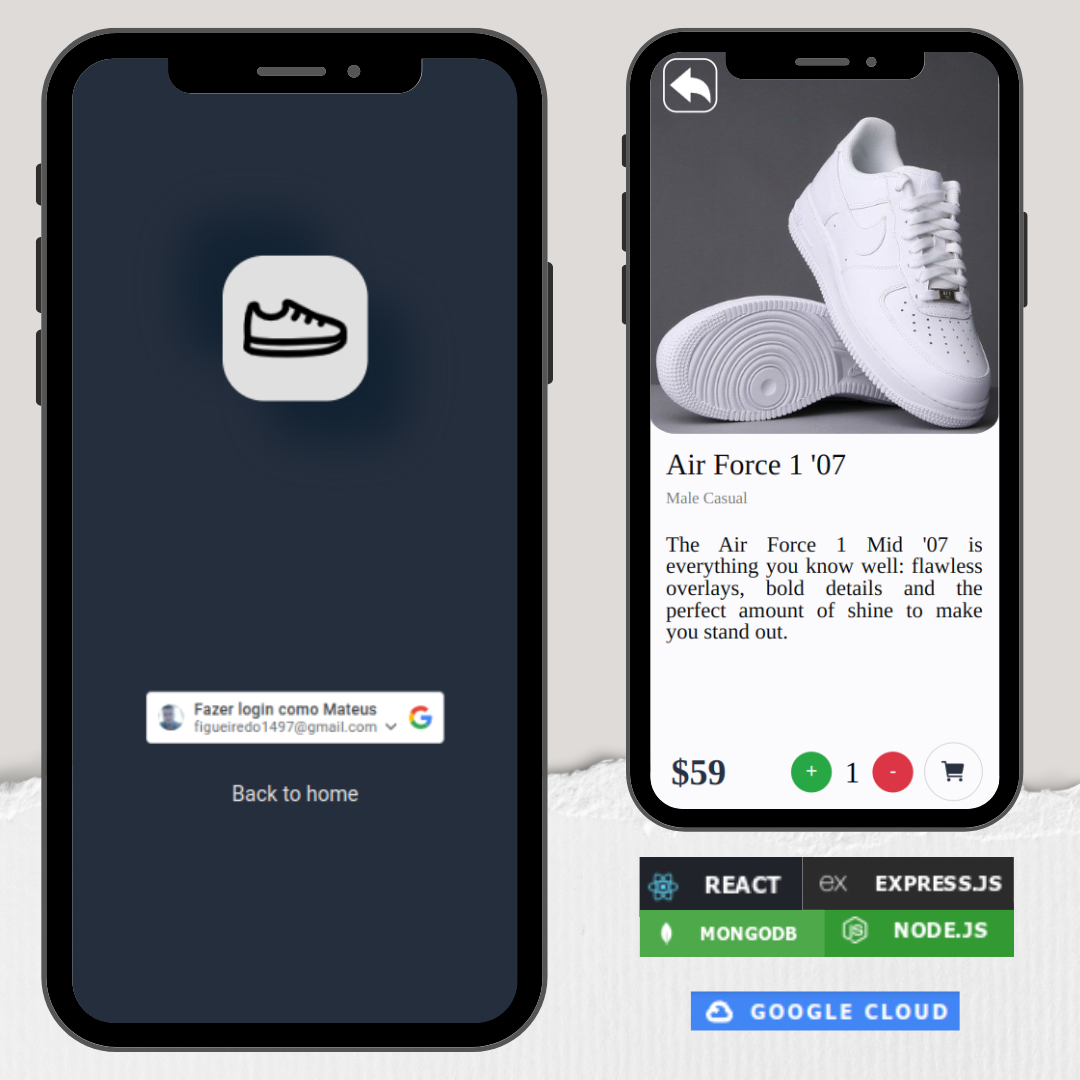 Fazer login como Mateus
figueiredo1497@gmail.com
Back to home
Air Force 1 '07
Male Casual
The Air Force 1 Mid '07 is
everything you know well: flawless
overlays, bold details and the
perfect amount of shine to make
you stand out.
$59
+ 1 -
REACT
ex EXPRESS.JS
MONGODB
JS NODE.JS
GOOGLE CLOUD